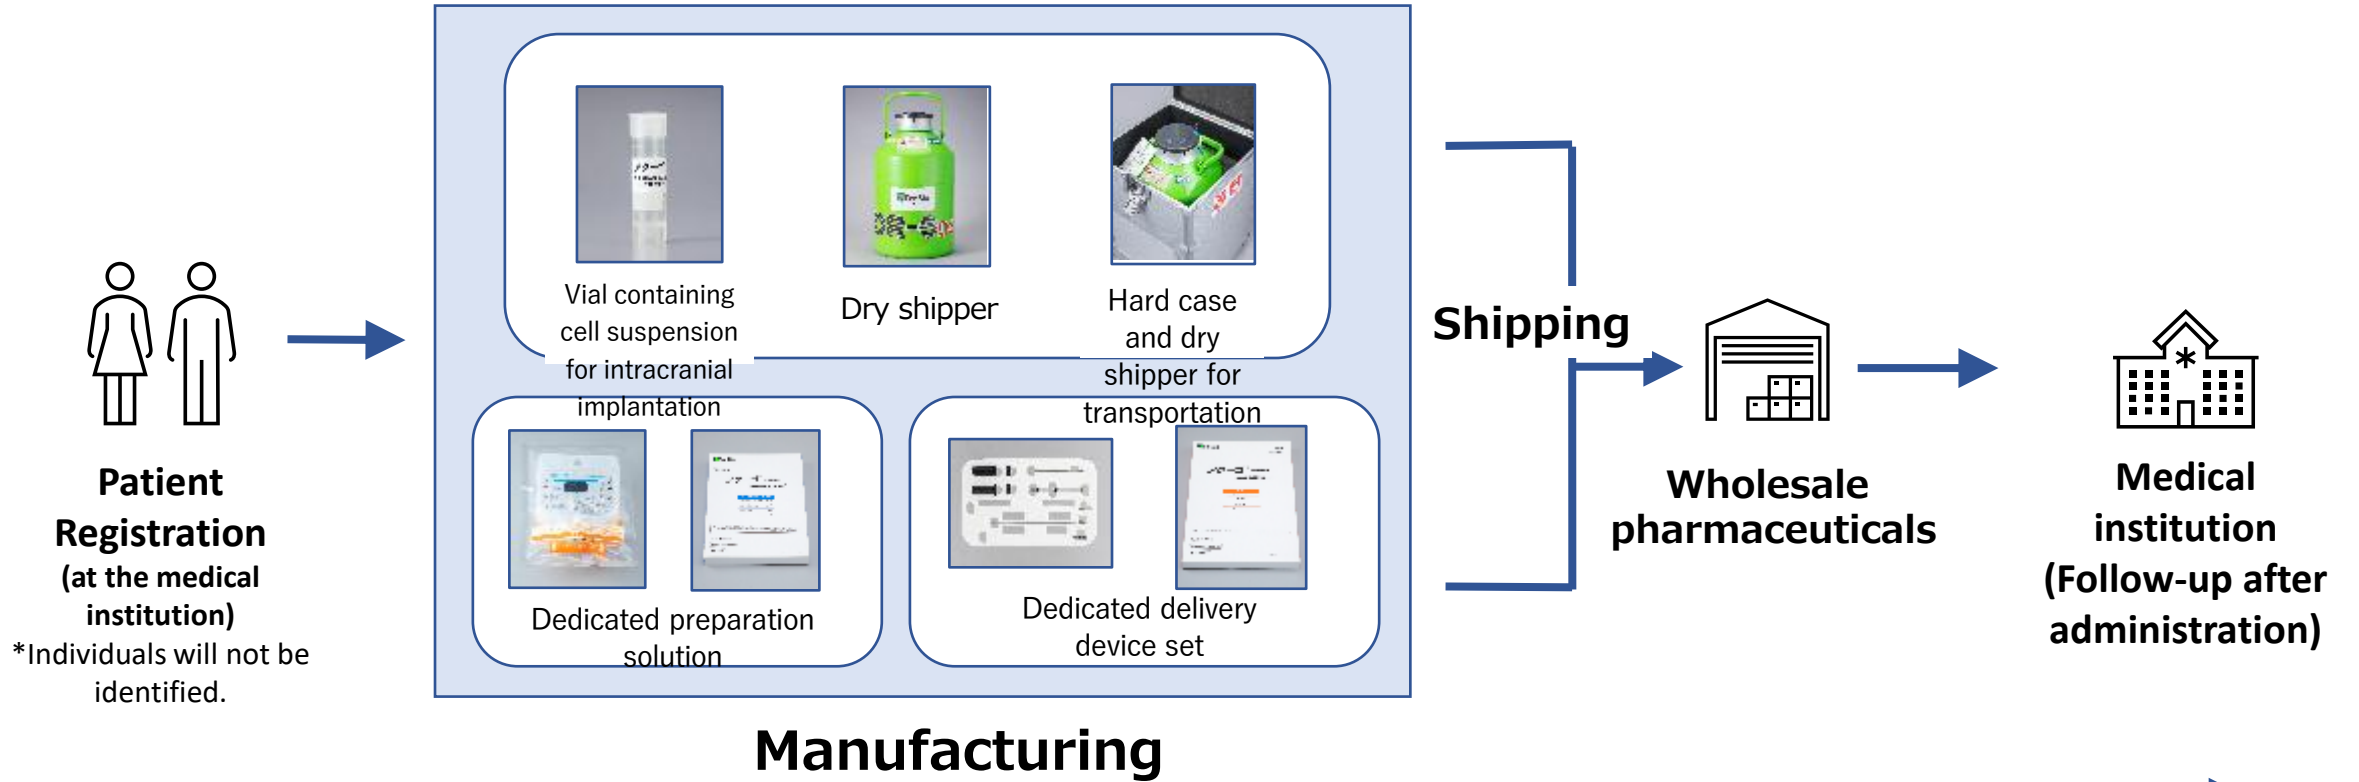 Patient
Registration
(at the medical
institution)
*Individuals will not be
identified.
Vial containing
cell suspension
for intracranial
implantation
Dry shipper
Hard case
and dry
shipper for
transportation
Dedicated preparation
solution
Dedicated delivery
device set
Manufacturing
Shipping
Wholesale
pharmaceuticals
Medical
institution
(Follow-up after
administration)